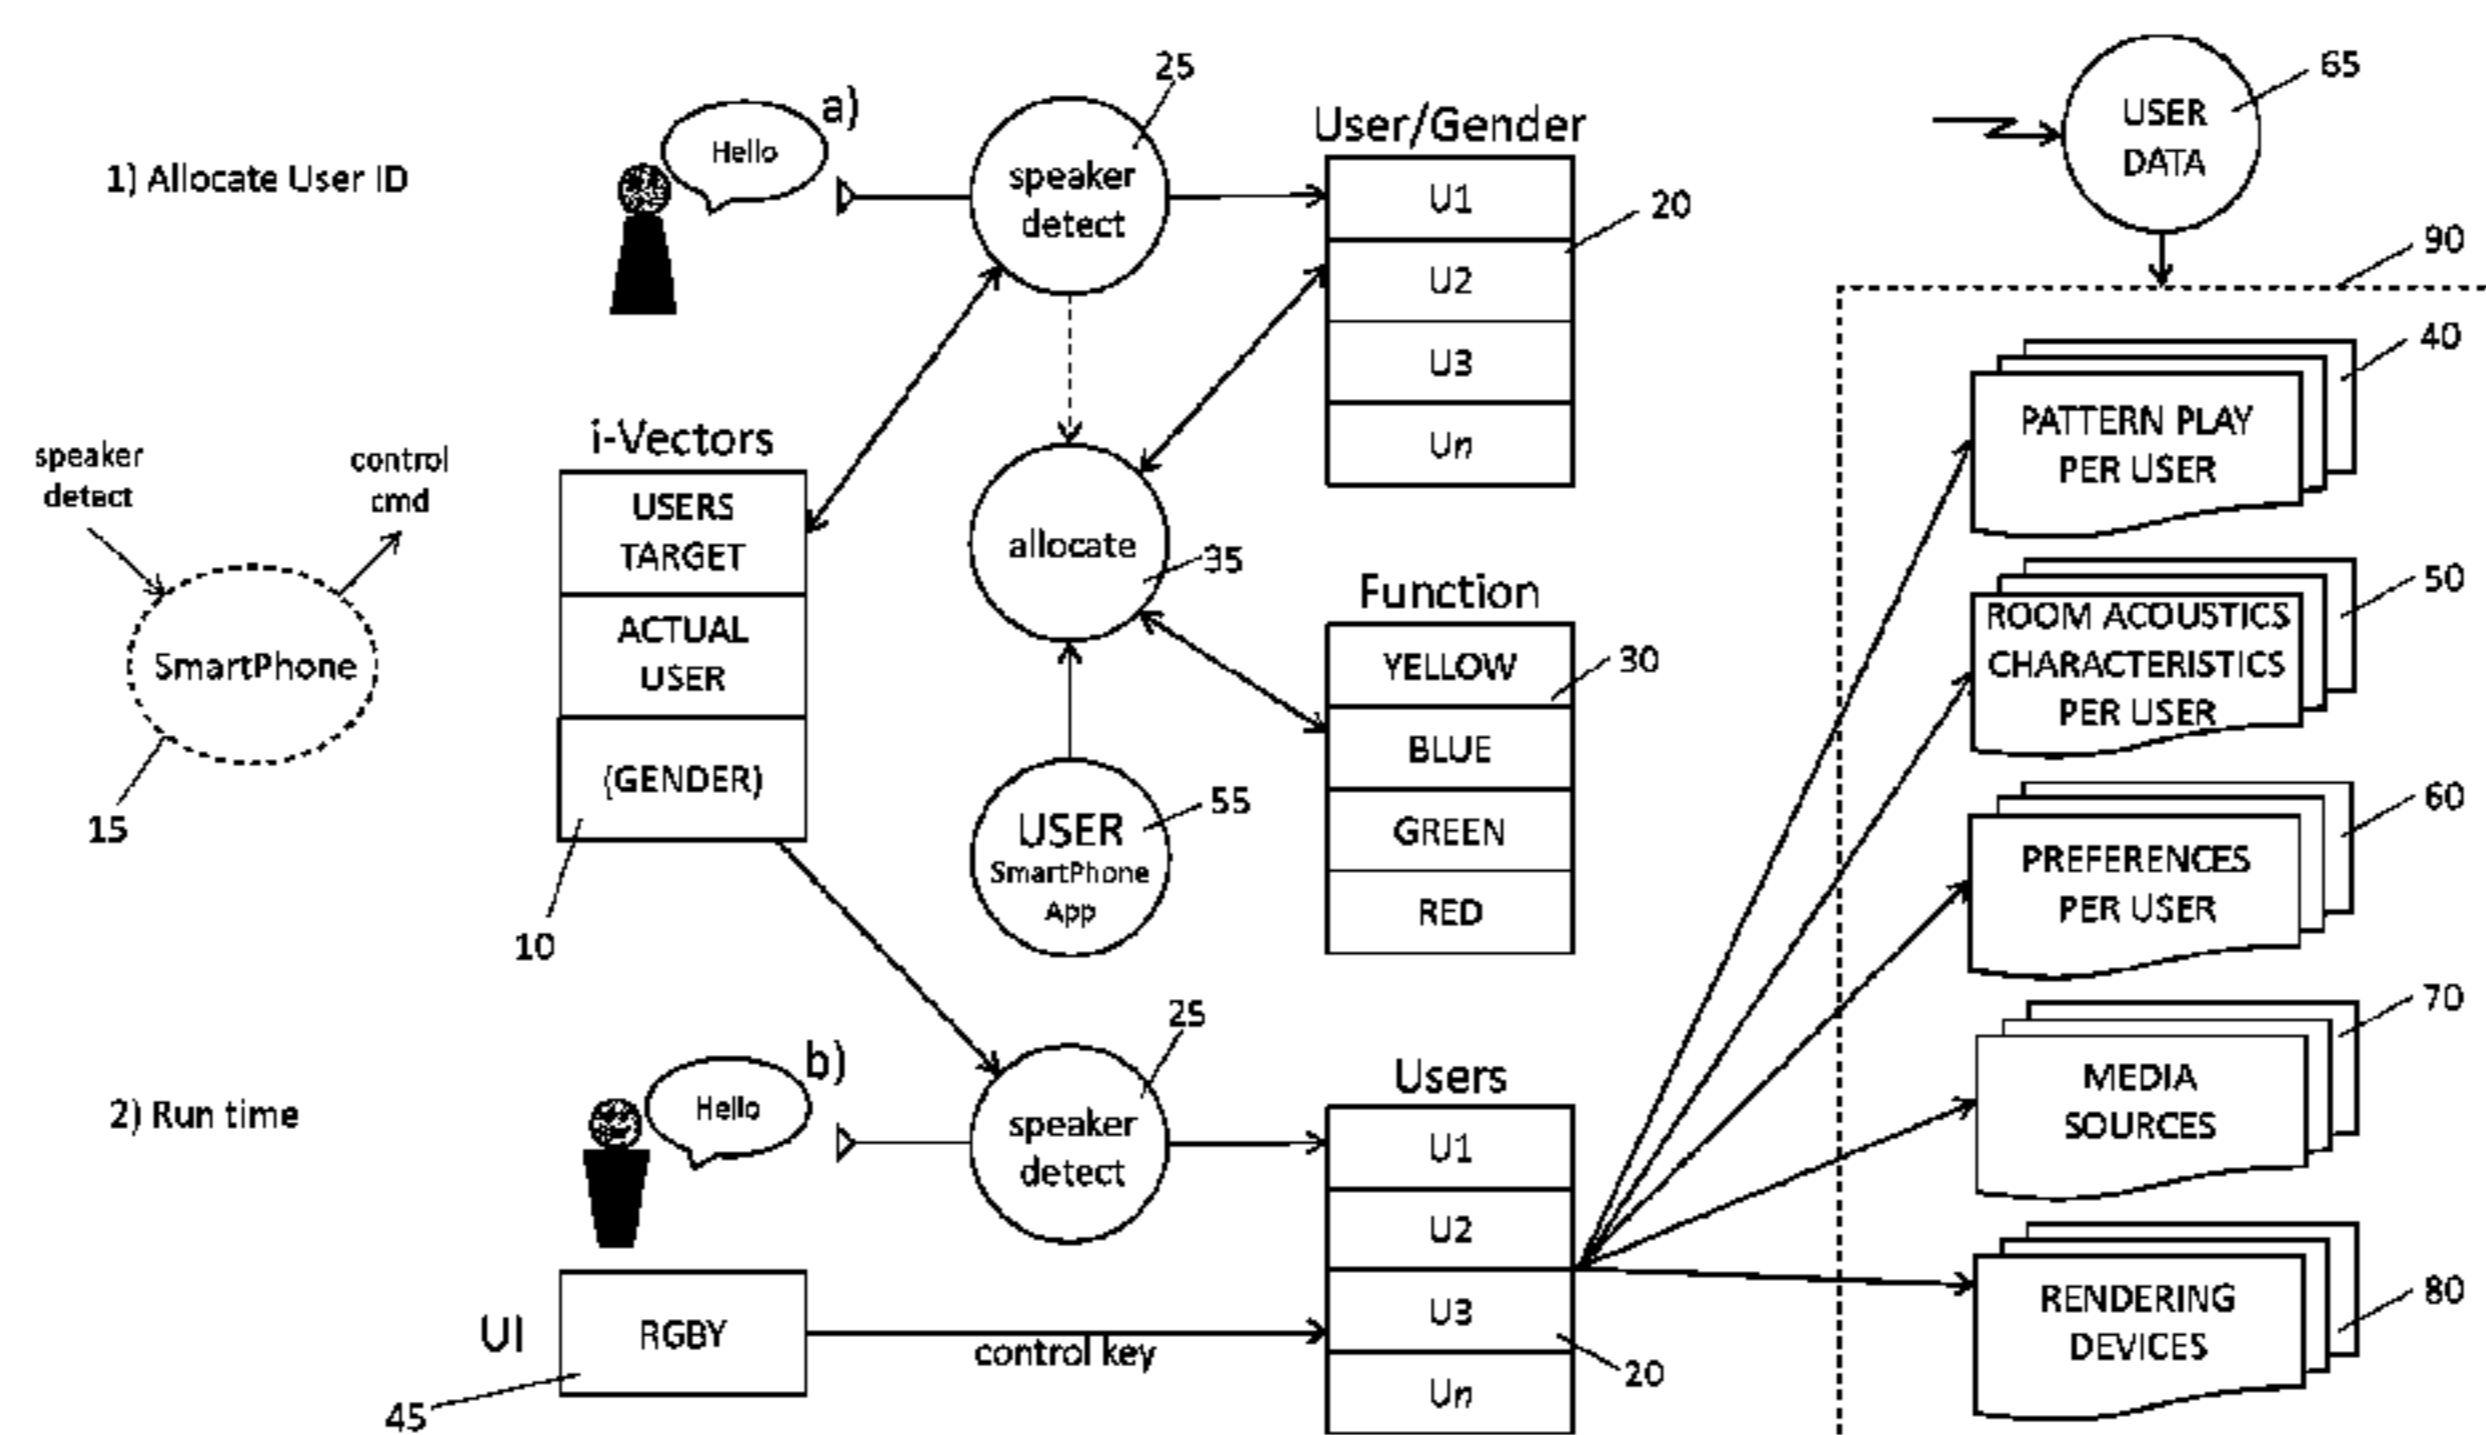 1) Allocate User ID
Hello
a)
25
speaker
detect
User/Gender
U1
U2
U3
Un
20
USER
DATA
65
90
speaker
detect
control
cmd
SmartPhone
15
i-Vectors
USERS
TARGET
ACTUAL
USER
(GENDER)
10
allocate
35
USER
SmartPhone
App
55
Function
YELLOW
BLUE
GREEN
RED
30
PATTERN PLAY
PER USER
40
ROOM ACOUSTICS
CHARACTERISTICS
PER USER
50
PREFERENCES
PER USER
60
MEDIA
SOURCES
70
RENDERING
DEVICES
80
2) Run time
Hello
b)
25
speaker
detect
Users
U1
U2
U3
Un
20
UI
RGBY
control key
45